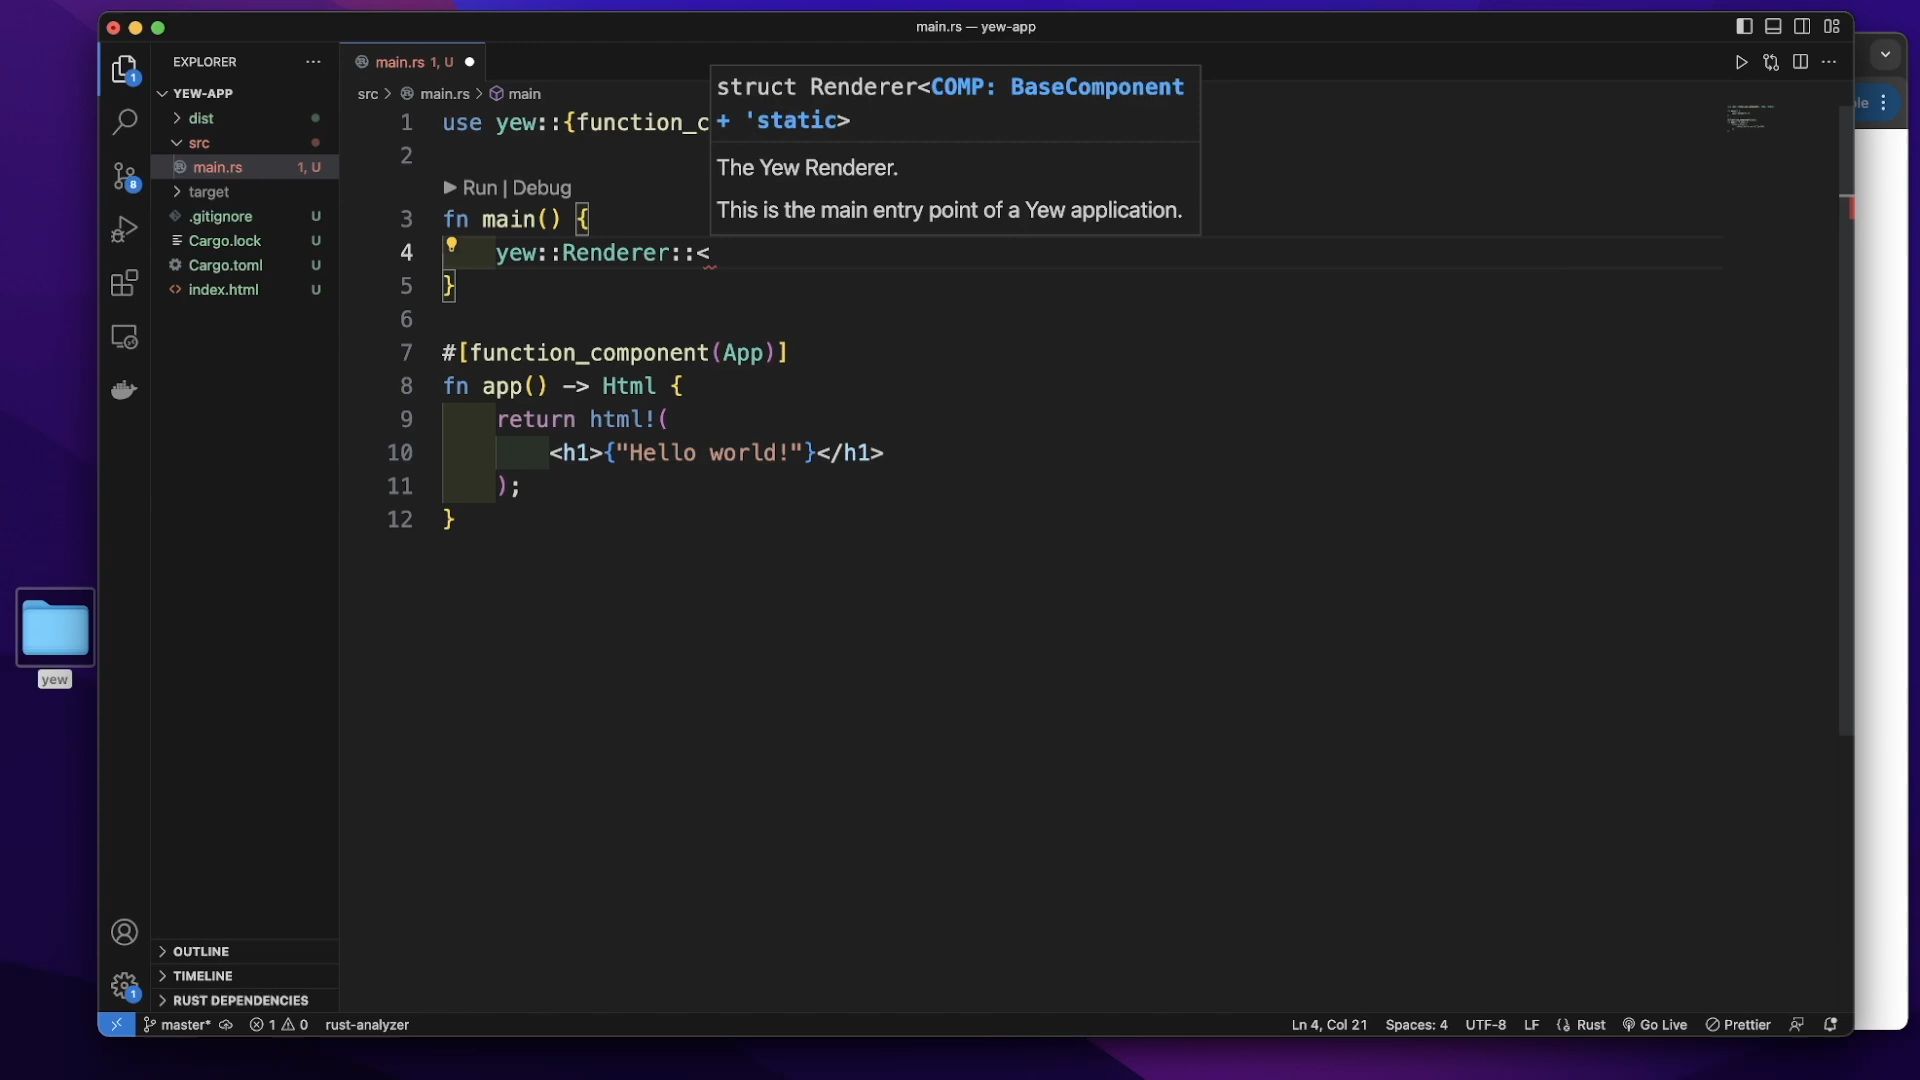 main.rs — yew-app
EXPLORER
YEW-APP
dist
src
main.rs 1, U
target
.gitignore U
Cargo.lock U
Cargo.toml U
index.html U
OUTLINE
TIMELINE
RUST DEPENDENCIES
main.rs 1, U
src > main.rs > main
1 use yew::{function_c
2
Run | Debug
3 fn main() {
4 yew::Renderer::<
5 }
6
7 #[function_component(App)]
8 fn app() -> Html {
9 return html!(
10 <h1>{"Hello world!"}</h1>
11 );
12 }
struct Renderer<COMP: BaseComponent
+ 'static>
The Yew Renderer.
This is the main entry point of a Yew application.
1
8
1
yew
master* 1 0 rust-analyzer
Ln 4, Col 21 Spaces: 4 UTF-8 LF Rust Go Live Prettier